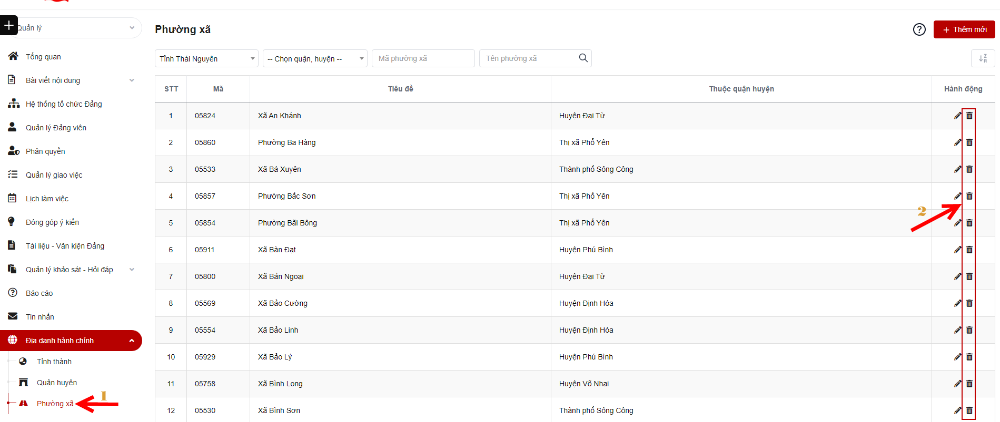 Quản lý
Tổng quan
Bài viết nội dung
Hệ thống tổ chức Đảng
Quản lý Đảng viên
Phân quyền
Quản lý giao việc
Lịch làm việc
Đóng góp ý kiến
Tài liệu - Văn kiện Đảng
Quản lý khảo sát - Hỏi đáp
Báo cáo
Tin nhắn
Địa danh hành chính
Tỉnh thành
Quận huyện
Phường xã
1
Phường xã
Thêm mới
Tỉnh Thái Nguyên
-- Chọn quận, huyện --
Mã phường xã
Tên phường xã
STT Mã Tiêu đề Thuộc quận huyện Hành động
1 05824 Xã An Khánh Huyện Đại Từ
2 05860 Phường Ba Hàng Thị xã Phổ Yên
3 05533 Xã Bá Xuyên Thành phố Sông Công
4 05857 Phường Bắc Sơn Thị xã Phổ Yên
2
5 05854 Phường Bãi Bông Thị xã Phổ Yên
6 05911 Xã Bàn Đạt Huyện Phú Bình
7 05800 Xã Bản Ngoại Huyện Đại Từ
8 05569 Xã Bảo Cường Huyện Định Hóa
9 05554 Xã Bảo Linh Huyện Định Hóa
10 05929 Xã Bảo Lý Huyện Phú Bình
11 05758 Xã Bình Long Huyện Võ Nhai
12 05530 Xã Bình Sơn Thành phố Sông Công